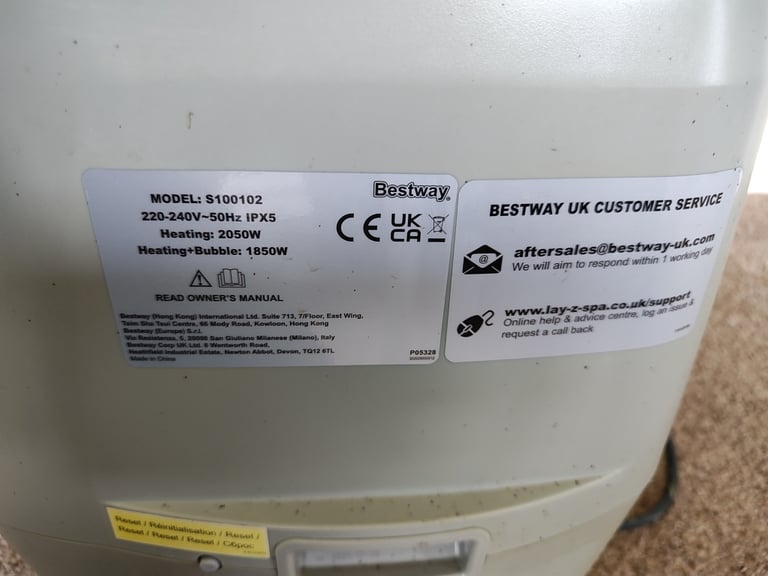 Bestway
MODEL: S100102
220-240V~50Hz IPX5
Heating: 2050W
Heating+Bubble: 1850W
CE UK CA
READ OWNER'S MANUAL
Bestway (Hong Kong) International Ltd. Suite 713, 7/Floor, East Wing,
Tsim Sha Tsui Centre, 66 Mody Road, Kowloon, Hong Kong
Bestway (Europe) S.r.l.
Via Resistenza, 5, 20098 San Giuliano Milanese (Milano), Italy
Bestway Corp UK Ltd. 8 Wentworth Road,
Heathfield Industrial Estate, Newton Abbot, Devon, TQ12 6TL
Made in China
P05328
BESTWAY UK CUSTOMER SERVICE
@
aftersales@bestway-uk.com
We will aim to respond within 1 working day
www.lay-z-spa.co.uk/support
Online help & advice centre, log an issue &
request a call back
Reset / Réinitialisation / Reset /
Reset / Reset / Reset / Сброс